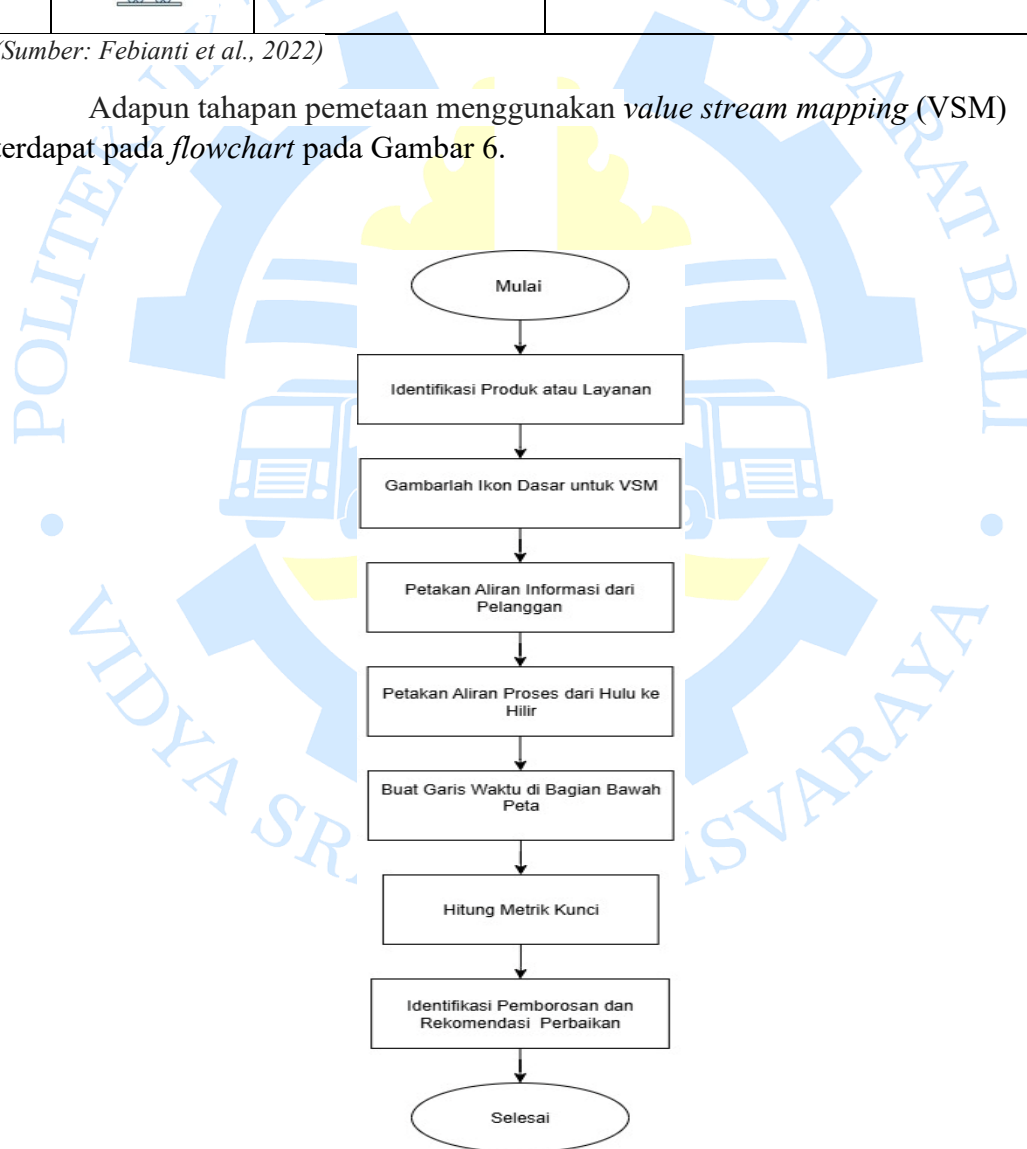 (Sumber: Febianti et al., 2022)
Adapun tahapan pemetaan menggunakan value stream mapping (VSM)
terdapat pada flowchart pada Gambar 6.
Mulai
Identifikasi Produk atau Layanan
Gambarlah Ikon Dasar untuk VSM
Petakan Aliran Informasi dari
Pelanggan
Petakan Aliran Proses dari Hulu ke
Hilir
Buat Garis Waktu di Bagian Bawah
Peta
Hitung Metrik Kunci
Identifikasi Pemborosan dan
Rekomendasi Perbaikan
Selesai
DARAT BALI
VIDYA